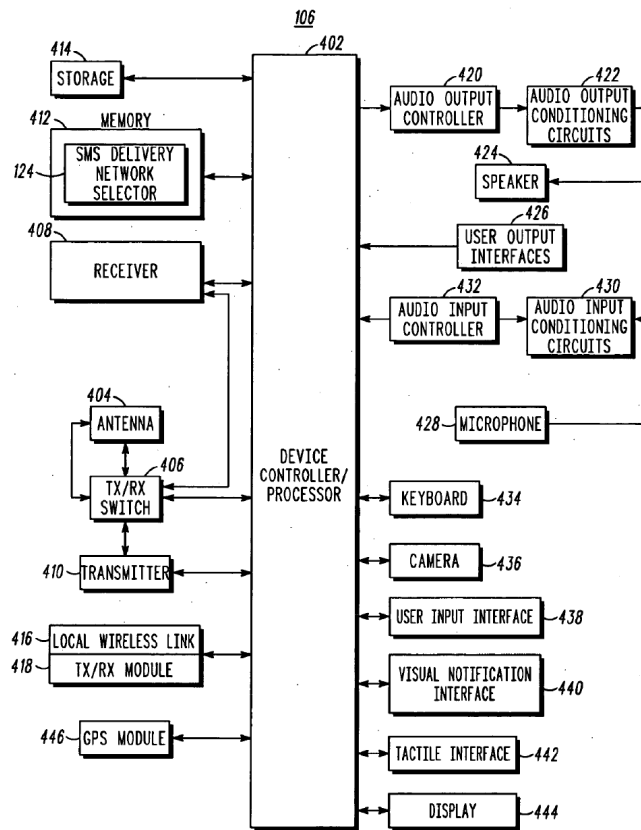 106
414
STORAGE
412
MEMORY
SMS DELIVERY
NETWORK
SELECTOR
124
408
RECEIVER
404
ANTENNA
406
TX/RX
SWITCH
410
TRANSMITTER
416
LOCAL WIRELESS LINK
418
TX/RX MODULE
446
GPS MODULE
402
DEVICE
CONTROLLER/
PROCESSOR
420
AUDIO OUTPUT
CONTROLLER
422
AUDIO OUTPUT
CONDITIONING
CIRCUITS
424
SPEAKER
426
USER OUTPUT
INTERFACES
432
AUDIO INPUT
CONTROLLER
430
AUDIO INPUT
CONDITIONING
CIRCUITS
428
MICROPHONE
KEYBOARD
434
CAMERA
436
USER INPUT INTERFACE
438
VISUAL NOTIFICATION
INTERFACE
440
TACTILE INTERFACE
442
DISPLAY
444